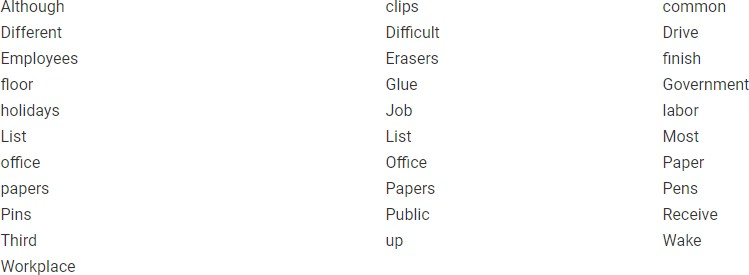 Although clips common
Different Difficult Drive
Employees Erasers finish
floor Glue Government
holidays Job labor
List List Most
office Office Paper
papers Papers Pens
Pins Public Receive
Third up Wake
Workplace